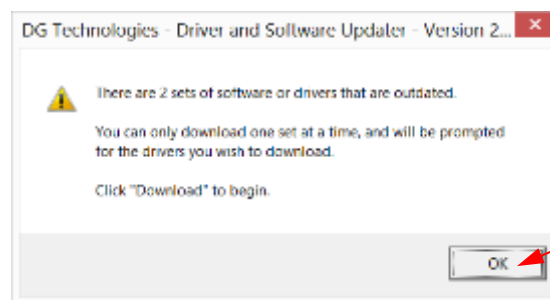 DG Technologies - Driver and Software Updater - Version 2...
There are 2 sets of software or drivers that are outdated.
You can only download one set at a time, and will be prompted
for the drivers you wish to download.
Click "Download" to begin.
OK